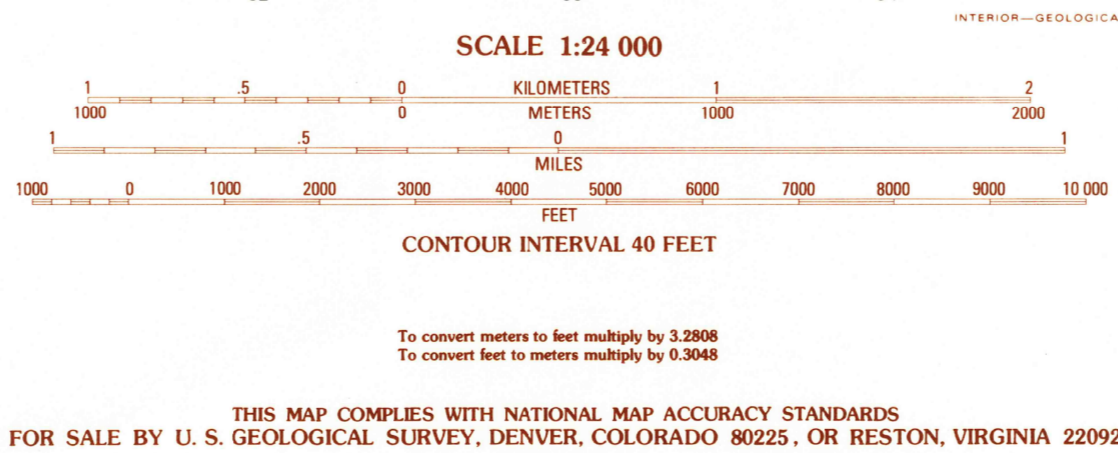 INTERIOR—GEOLOGICA
SCALE 1:24 000
1 .5 0 KILOMETERS 1 2
1000 0 METERS 1000 2000
1 .5 0 1
MILES
1000 0 1000 2000 3000 4000 5000 6000 7000 8000 9000 10 000
FEET
CONTOUR INTERVAL 40 FEET
To convert meters to feet multiply by 3.2808
To convert feet to meters multiply by 0.3048
THIS MAP COMPLIES WITH NATIONAL MAP ACCURACY STANDARDS
FOR SALE BY U. S. GEOLOGICAL SURVEY, DENVER, COLORADO 80225, OR RESTON, VIRGINIA 22092